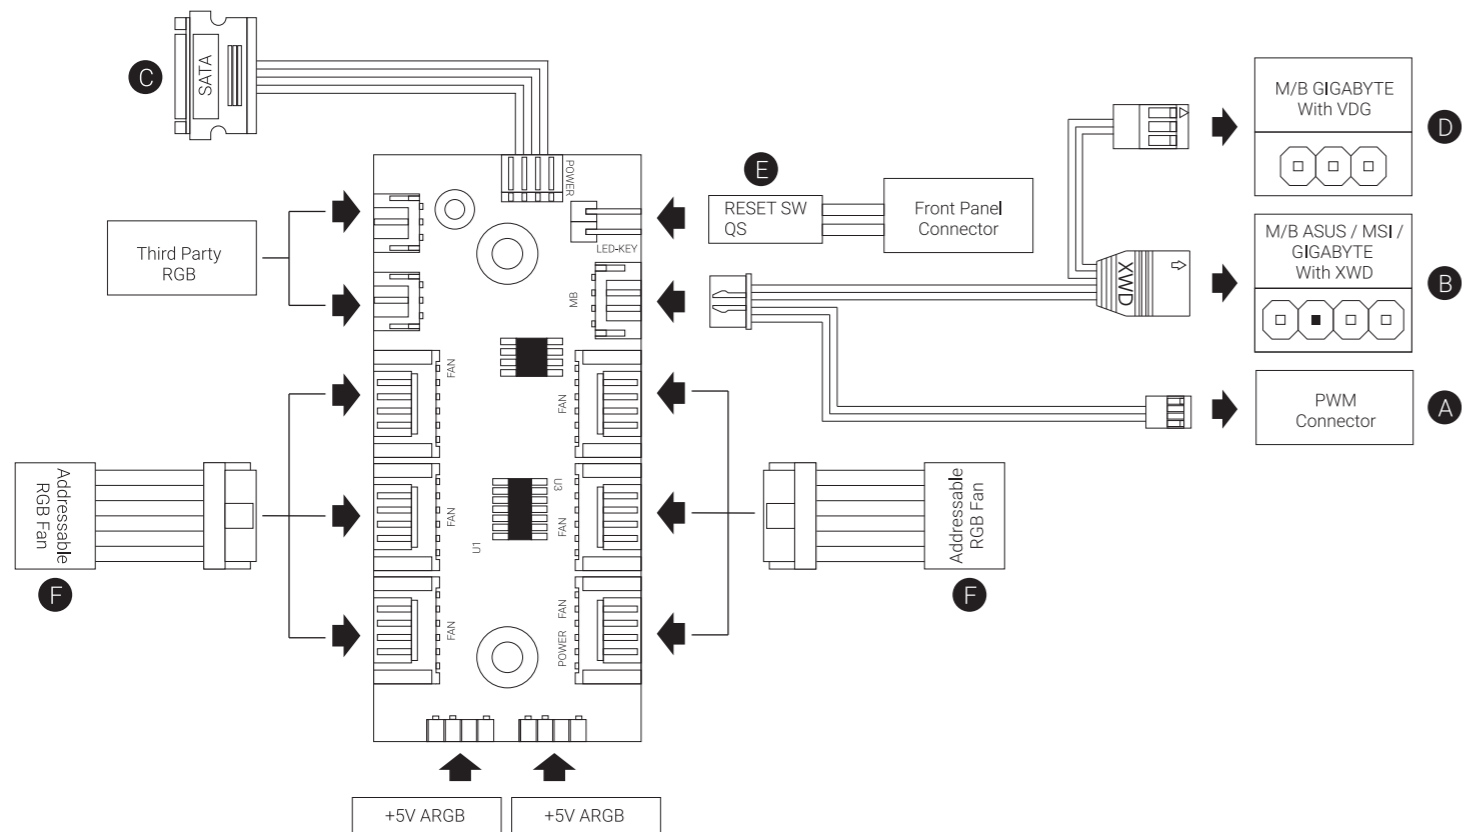 C
SATA
POWER
LED-KEY
MB
Third Party
RGB
E
RESET SW
QS
Front Panel
Connector
M/B GIGABYTE
With VDG
D
XWD
M/B ASUS / MSI /
GIGABYTE
With XWD
B
PWM
Connector
A
FAN
FAN
Addressable
RGB Fan
F
FAN
U1
U3
FAN
Addressable
RGB Fan
F
FAN
FAN
POWER
+5V ARGB
+5V ARGB